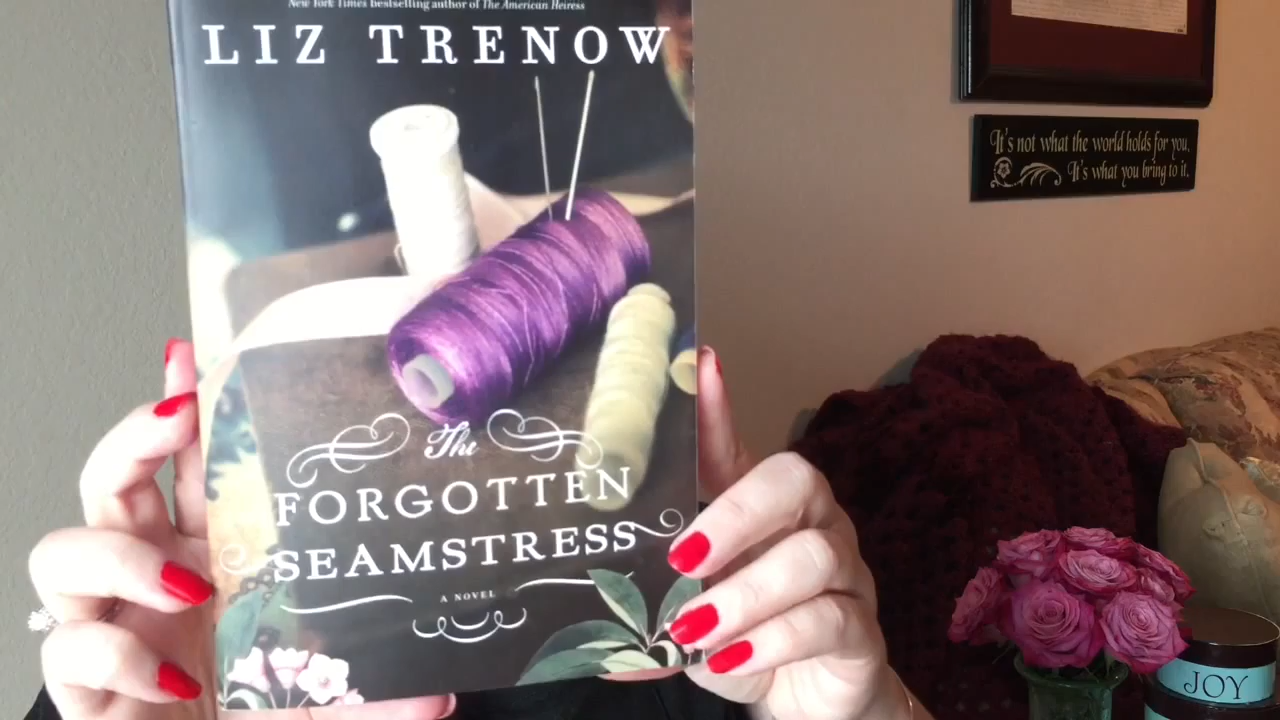 New York Times bestselling author of The American Heiress
LIZ TRENOW
The
FORGOTTEN
SEAMSTRESS
A NOVEL
It's not what the world holds for you,
It's what you bring to it.
JOY